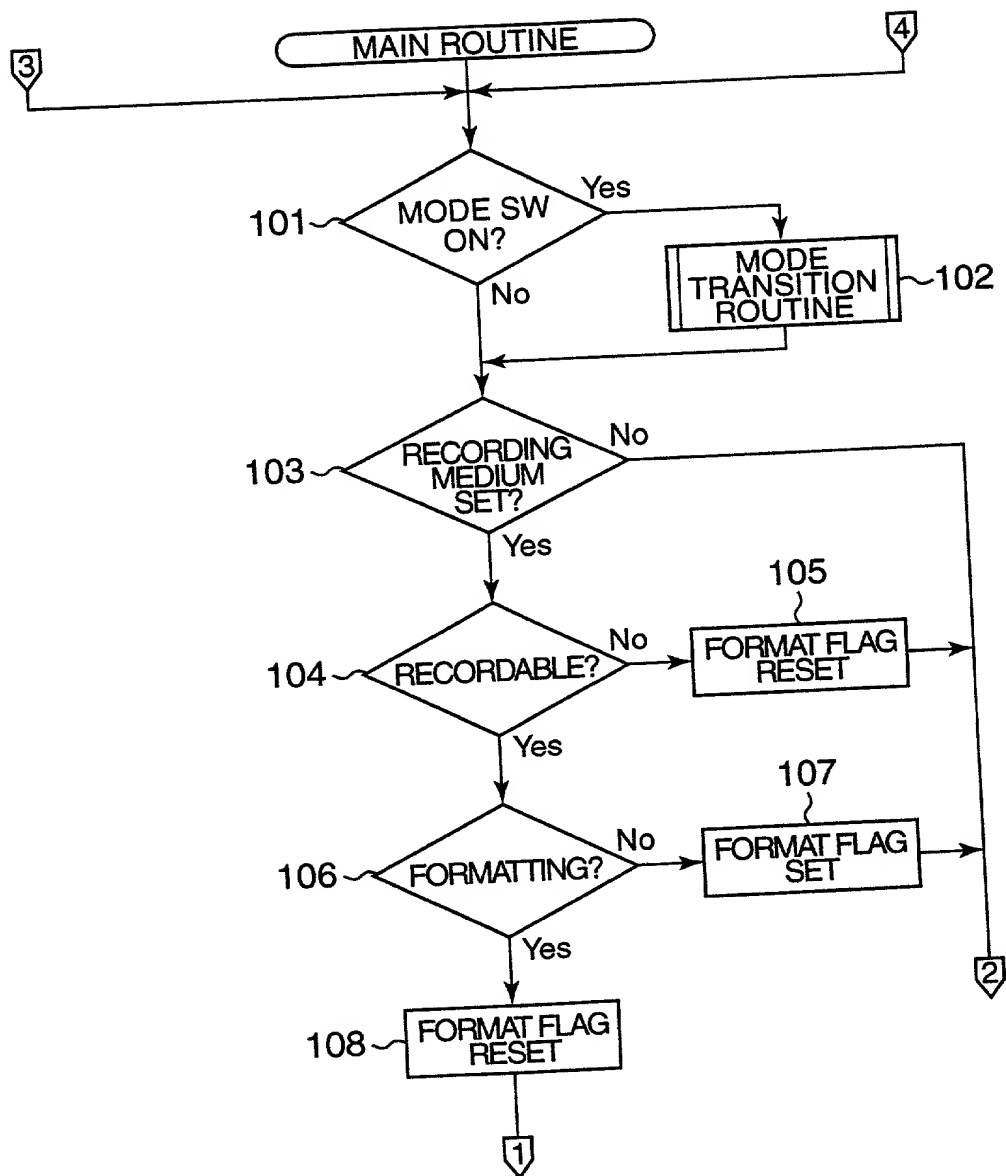 MAIN ROUTINE
3
4
101
MODE SW
ON?
Yes
No
MODE
TRANSITION
ROUTINE
102
103
RECORDING
MEDIUM
SET?
No
Yes
104
RECORDABLE?
No
105
FORMAT FLAG
RESET
Yes
106
FORMATTING?
No
107
FORMAT FLAG
SET
Yes
2
108
FORMAT FLAG
RESET
1